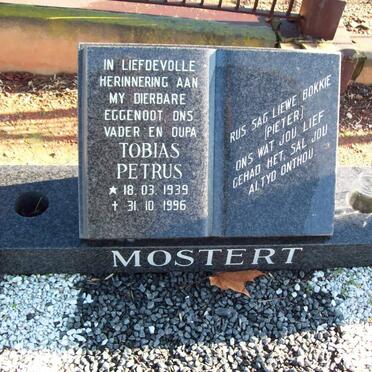 IN LIEFDEVOLLE
HERINNERING AAN
MY DIERBARE
EGGENOOT ONS
VADER EN OUPA
TOBIAS
PETRUS
★ 18.03.1939
✝ 31.10.1996
RUS SAG LIEWE BOKKIE
(PIETER)
ONS WAT JOU LIEF
GEHAD HET, SAL JOU
ALTYD ONTHOU
MOSTERT